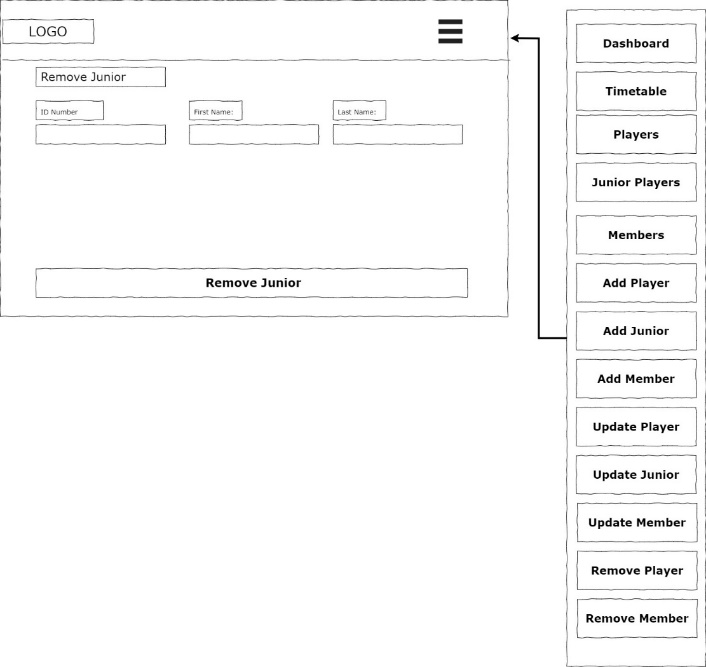 LOGO
Remove Junior
ID Number
First Name:
Last Name:
Remove Junior
Dashboard
Timetable
Players
Junior Players
Members
Add Player
Add Junior
Add Member
Update Player
Update Junior
Update Member
Remove Player
Remove Member